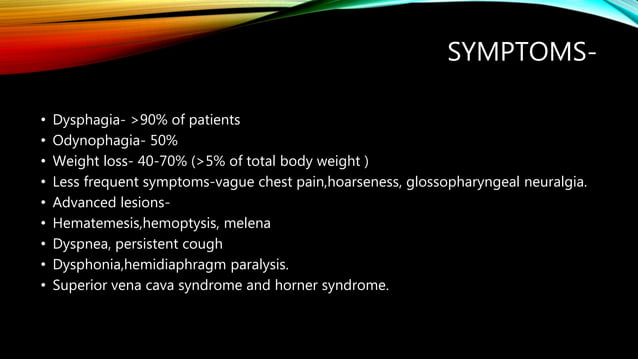 SYMPTOMS-
• Dysphagia- >90% of patients
• Odynophagia- 50%
• Weight loss- 40-70% (>5% of total body weight )
• Less frequent symptoms-vague chest pain,hoarseness, glossopharyngeal neuralgia.
• Advanced lesions-
• Hematemesis,hemoptysis, melena
• Dyspnea, persistent cough
• Dysphonia,hemidiaphragm paralysis.
• Superior vena cava syndrome and horner syndrome.